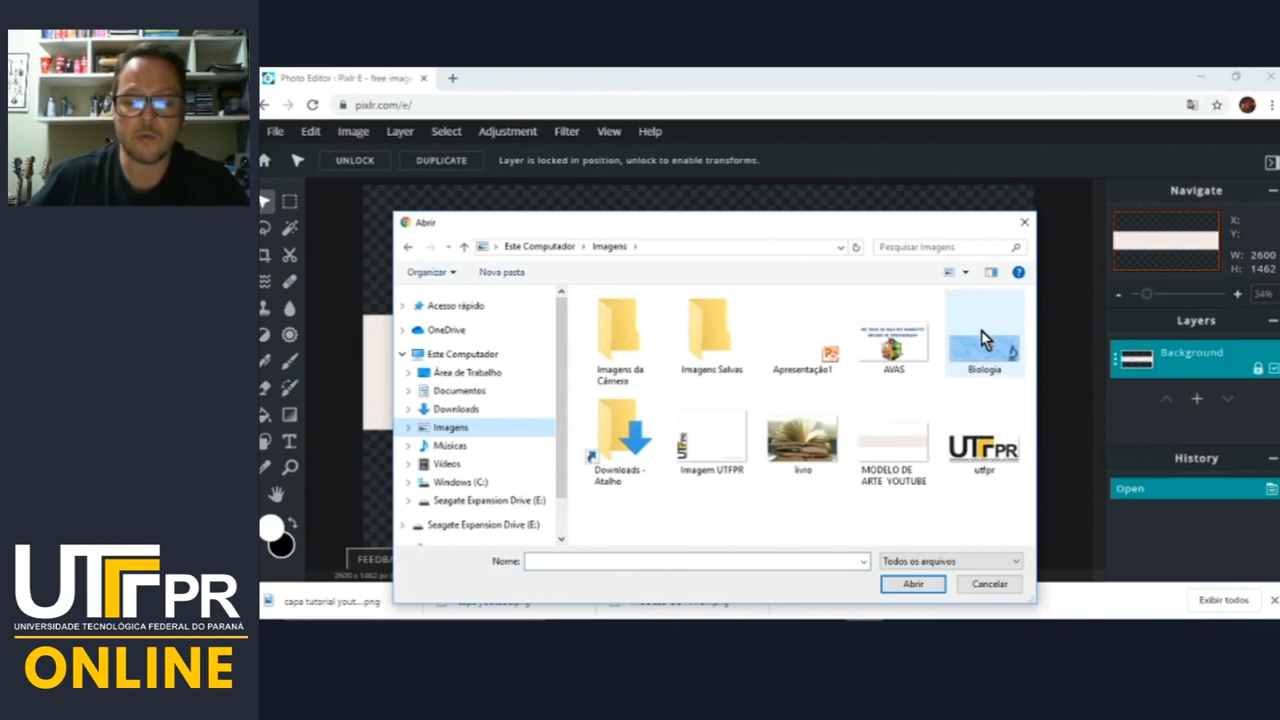 Photo Editor : Pixlr E - free imag
pixlr.com/e/
File Edit Image Layer Select Adjustment Filter View Help
UNLOCK DUPLICATE Layer is locked in position, unlock to enable transforms.
Navigate
X:
Y:
W: 2600
H: 1462
34%
Layers
Background
History
Open
Abrir
Este Computador > Imagens >
Pesquisar Imagens
Organizar Nova pasta
Acesso rápido
OneDrive
Este Computador
Área de Trabalho
Documentos
Downloads
Imagens
Músicas
Vídeos
Windows (C:)
Seagate Expansion Drive (E:)
Seagate Expansion Drive (E:)
Imagens da Câmera
Imagens Salvas
Apresentação1
AVAS
Biologia
Downloads - Atalho
Imagem UTFPR
livro
MODELO DE ARTE YOUTUBE
UTFPR
utfpr
Nome:
Todos os arquivos
Abrir Cancelar
FEEDBA
2600 x 1462 px
capa tutorial yout....png
Exibir todos
UTFPR
UNIVERSIDADE TECNOLÓGICA FEDERAL DO PARANÁ
ONLINE